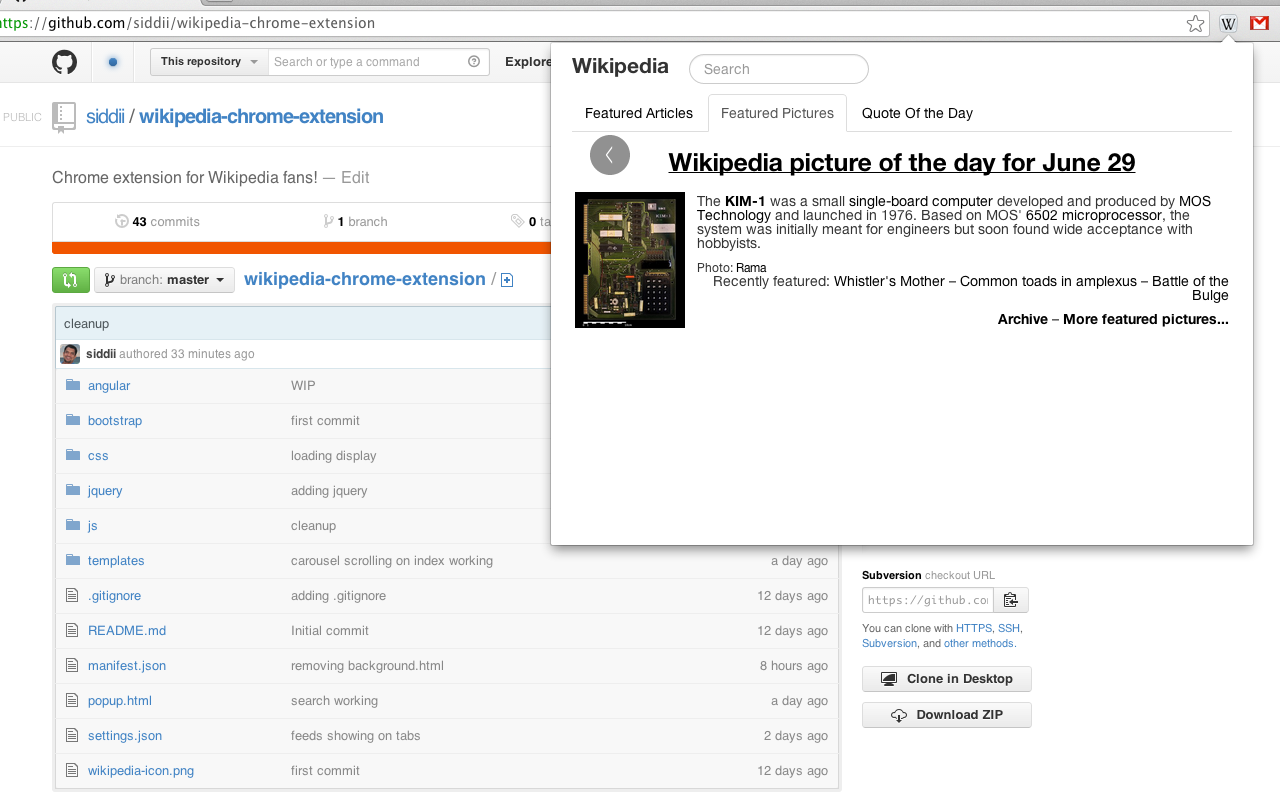 https://github.com/siddii/wikipedia-chrome-extension
W
This repository
Search or type a command
Explore
PUBLIC
siddii / wikipedia-chrome-extension
Chrome extension for Wikipedia fans! — Edit
43 commits
1 branch
0 ta
branch: master
wikipedia-chrome-extension /
cleanup
siddii authored 33 minutes ago
angular WIP
bootstrap first commit
css loading display
jquery adding jquery
js cleanup
templates carousel scrolling on index working a day ago
.gitignore adding .gitignore 12 days ago
README.md Initial commit 12 days ago
manifest.json removing background.html 8 hours ago
popup.html search working a day ago
settings.json feeds showing on tabs 2 days ago
wikipedia-icon.png first commit 12 days ago
Wikipedia
Search
Featured Articles
Featured Pictures
Quote Of the Day
Wikipedia picture of the day for June 29
The KIM-1 was a small single-board computer developed and produced by MOS
Technology and launched in 1976. Based on MOS' 6502 microprocessor, the
system was initially meant for engineers but soon found wide acceptance with
hobbyists.
Photo: Rama
Recently featured: Whistler's Mother – Common toads in amplexus – Battle of the
Bulge
Archive – More featured pictures...
Subversion checkout URL
https://github.co
You can clone with HTTPS, SSH,
Subversion, and other methods.
Clone in Desktop
Download ZIP